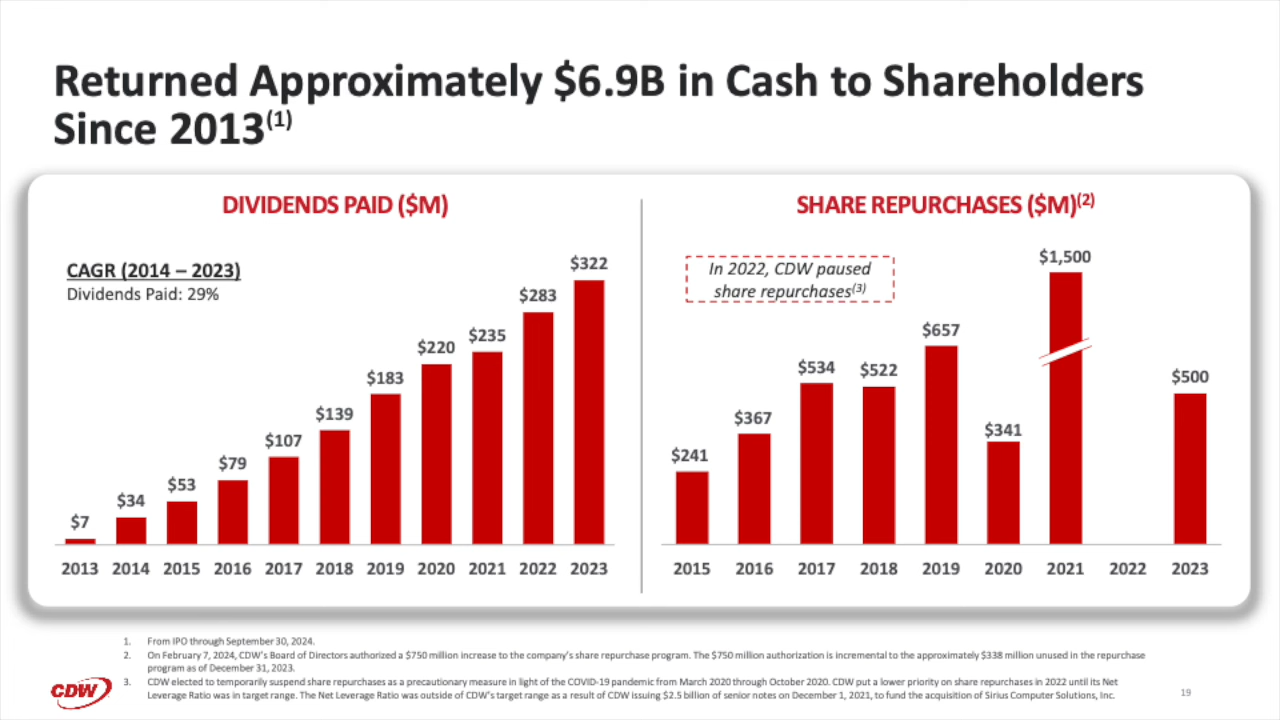 Returned Approximately $6.9B in Cash to Shareholders
Since 2013(1)
DIVIDENDS PAID ($M)
CAGR (2014 – 2023)
Dividends Paid: 29%
$7
$34
$53
$79
$107
$139
$183
$220
$235
$283
$322
2013 2014 2015 2016 2017 2018 2019 2020 2021 2022 2023
SHARE REPURCHASES ($M)(2)
In 2022, CDW paused
share repurchases(3)
$241
$367
$534
$522
$657
$341
$1,500
$500
2015 2016 2017 2018 2019 2020 2021 2022 2023
1. From IPO through September 30, 2024.
2. On February 7, 2024, CDW's Board of Directors authorized a $750 million increase to the company's share repurchase program. The $750 million authorization is incremental to the approximately $338 million unused in the repurchase
program as of December 31, 2023.
3. CDW elected to temporarily suspend share repurchases as a precautionary measure in light of the COVID-19 pandemic from March 2020 through October 2020. CDW put a lower priority on share repurchases in 2022 until its Net
Leverage Ratio was in target range. The Net Leverage Ratio was outside of CDW's target range as a result of CDW issuing $2.5 billion of senior notes on December 1, 2021, to fund the acquisition of Sirius Computer Solutions, Inc.
CDW
19